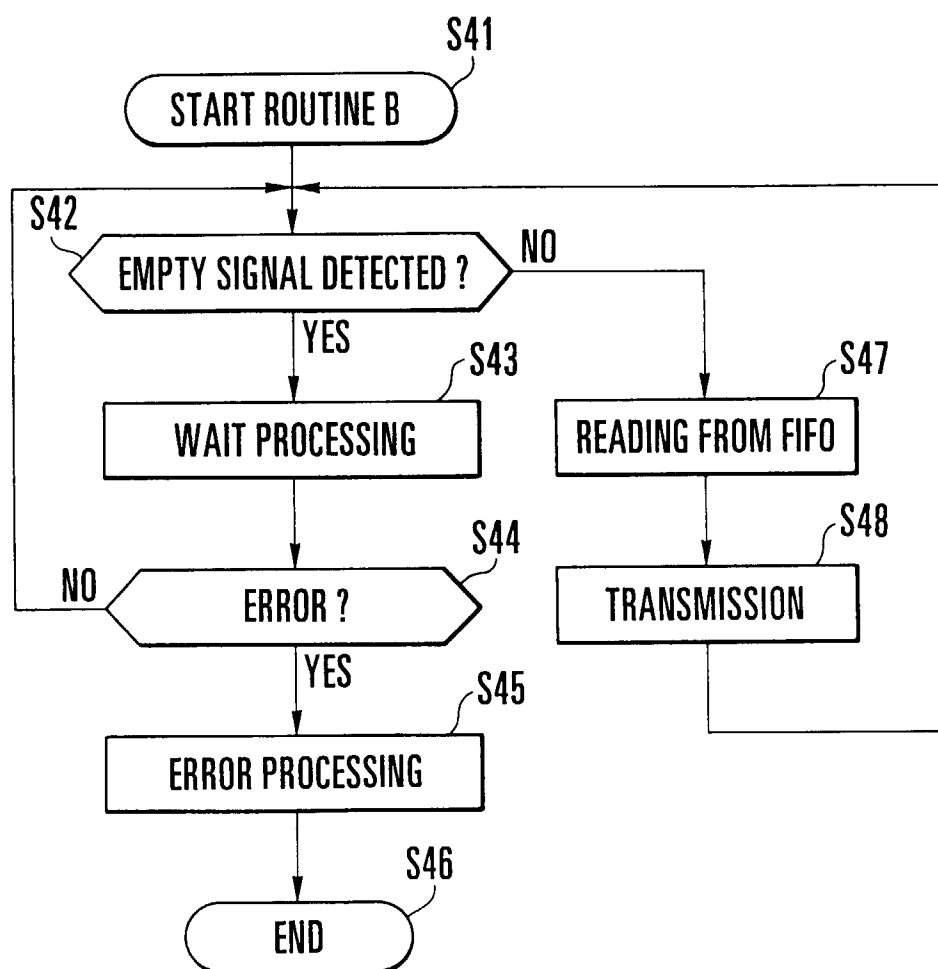 S41
START ROUTINE B
S42
EMPTY SIGNAL DETECTED ?
NO
YES
S43
WAIT PROCESSING
S47
READING FROM FIFO
S44
NO
ERROR ?
S48
TRANSMISSION
YES
S45
ERROR PROCESSING
S46
END